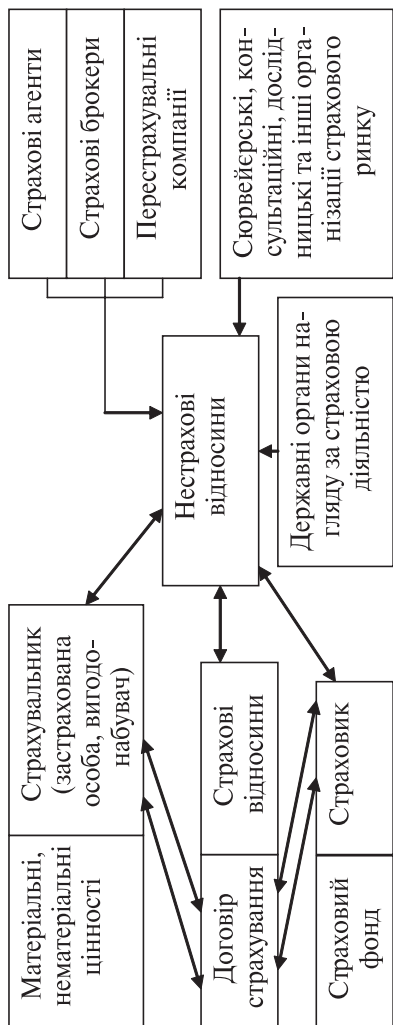 Матеріальні,
нематеріальні
цінності
Страхувальник
(застрахована
особа, вигодо-
набувач)
Договір
страхування
Страхові
відносини
Страховий
фонд
Страховик
Нестрахові
відносини
Державні органи на-
гляду за страховою
діяльністю
Страхові агенти
Страхові брокери
Перестрахувальні
компанії
Сюрвейєрські, кон-
сультаційні, дослід-
ницькі та інші орга-
нізації страхового
ринку